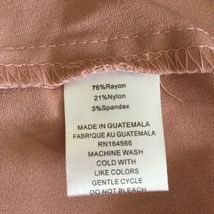 76%Rayon
21%Nylon
3%Spandex
MADE IN GUATEMALA
FABRIQUE AU GUATEMALA
RN164566
MACHINE WASH
COLD WITH
LIKE COLORS
GENTLE CYCLE
DO NOT BLEACH